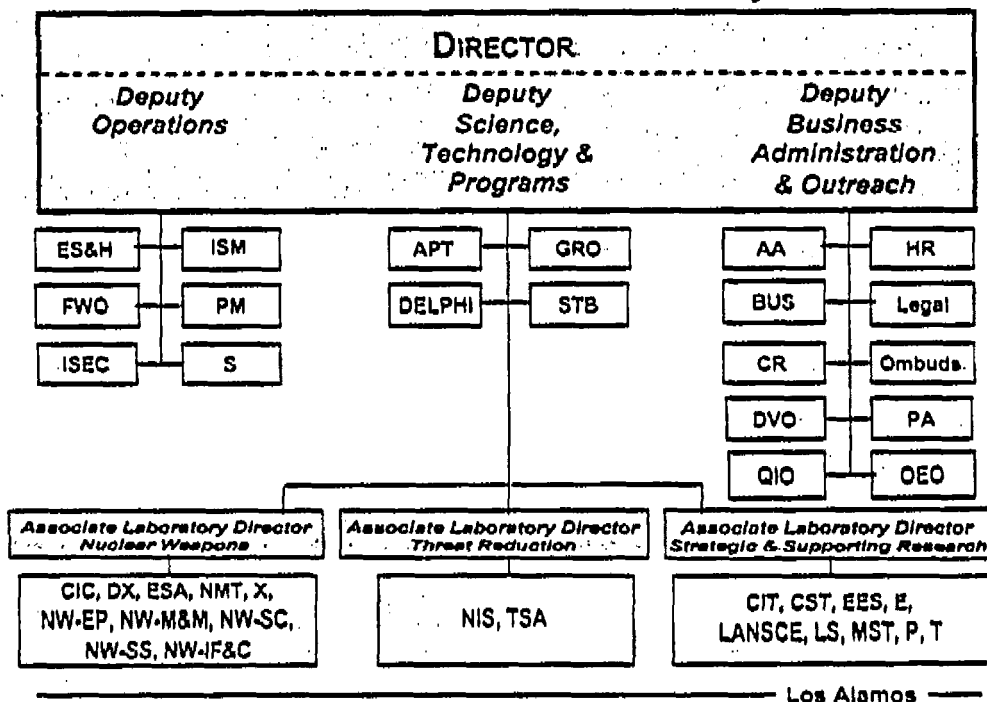 DIRECTOR
Deputy
Operations
Deputy
Science,
Technology &
Programs
Deputy
Business
Administration
& Outreach
ES&H
ISM
FWO
PM
ISEC
S
APT
GRO
DELPHI
STB
AA
HR
BUS
Legal
CR
Ombuds.
DVO
PA
QIO
OEO
Associate Laboratory Director
Nuclear Weapons
CIC, DX, ESA, NMT, X,
NW-EP, NW-M&M, NW-SC,
NW-SS, NW-IF&C
Associate Laboratory Director
Threat Reduction
NIS, TSA
Associate Laboratory Director
Strategic & Supporting Research
CIT, CST, EES, E,
LANSCE, LS, MST, P, T
Los Alamos